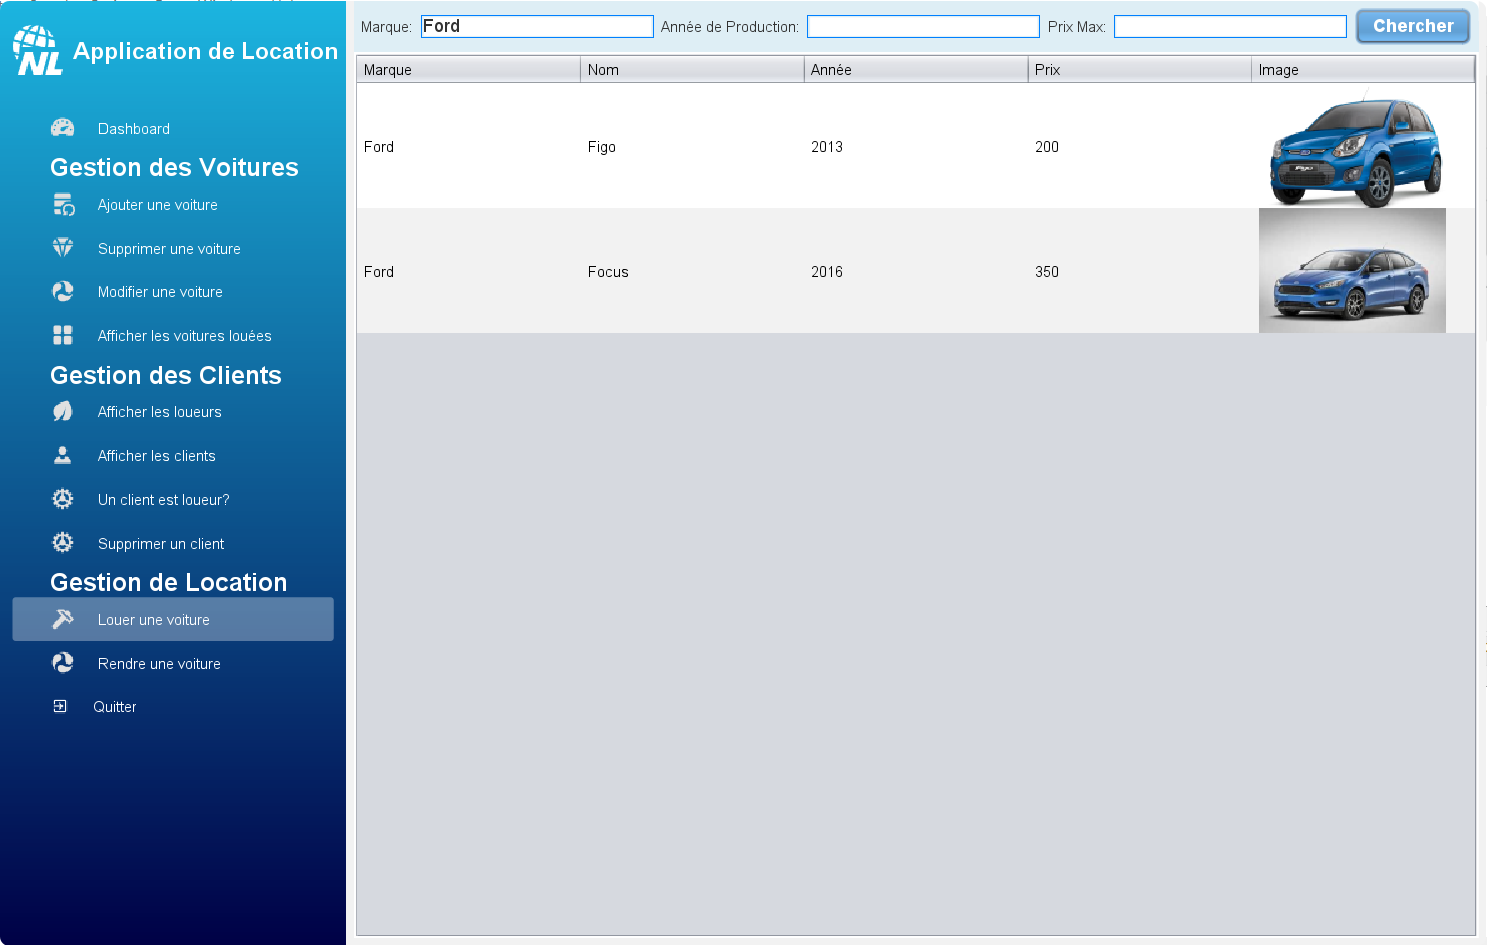 NL Application de Location
Dashboard
Gestion des Voitures
Ajouter une voiture
Supprimer une voiture
Modifier une voiture
Afficher les voitures louées
Gestion des Clients
Afficher les loueurs
Afficher les clients
Un client est loueur?
Supprimer un client
Gestion de Location
Louer une voiture
Rendre une voiture
Quitter
Marque: Ford Année de Production: Prix Max: Chercher
Marque Nom Année Prix Image
Ford Figo 2013 200
Ford Focus 2016 350